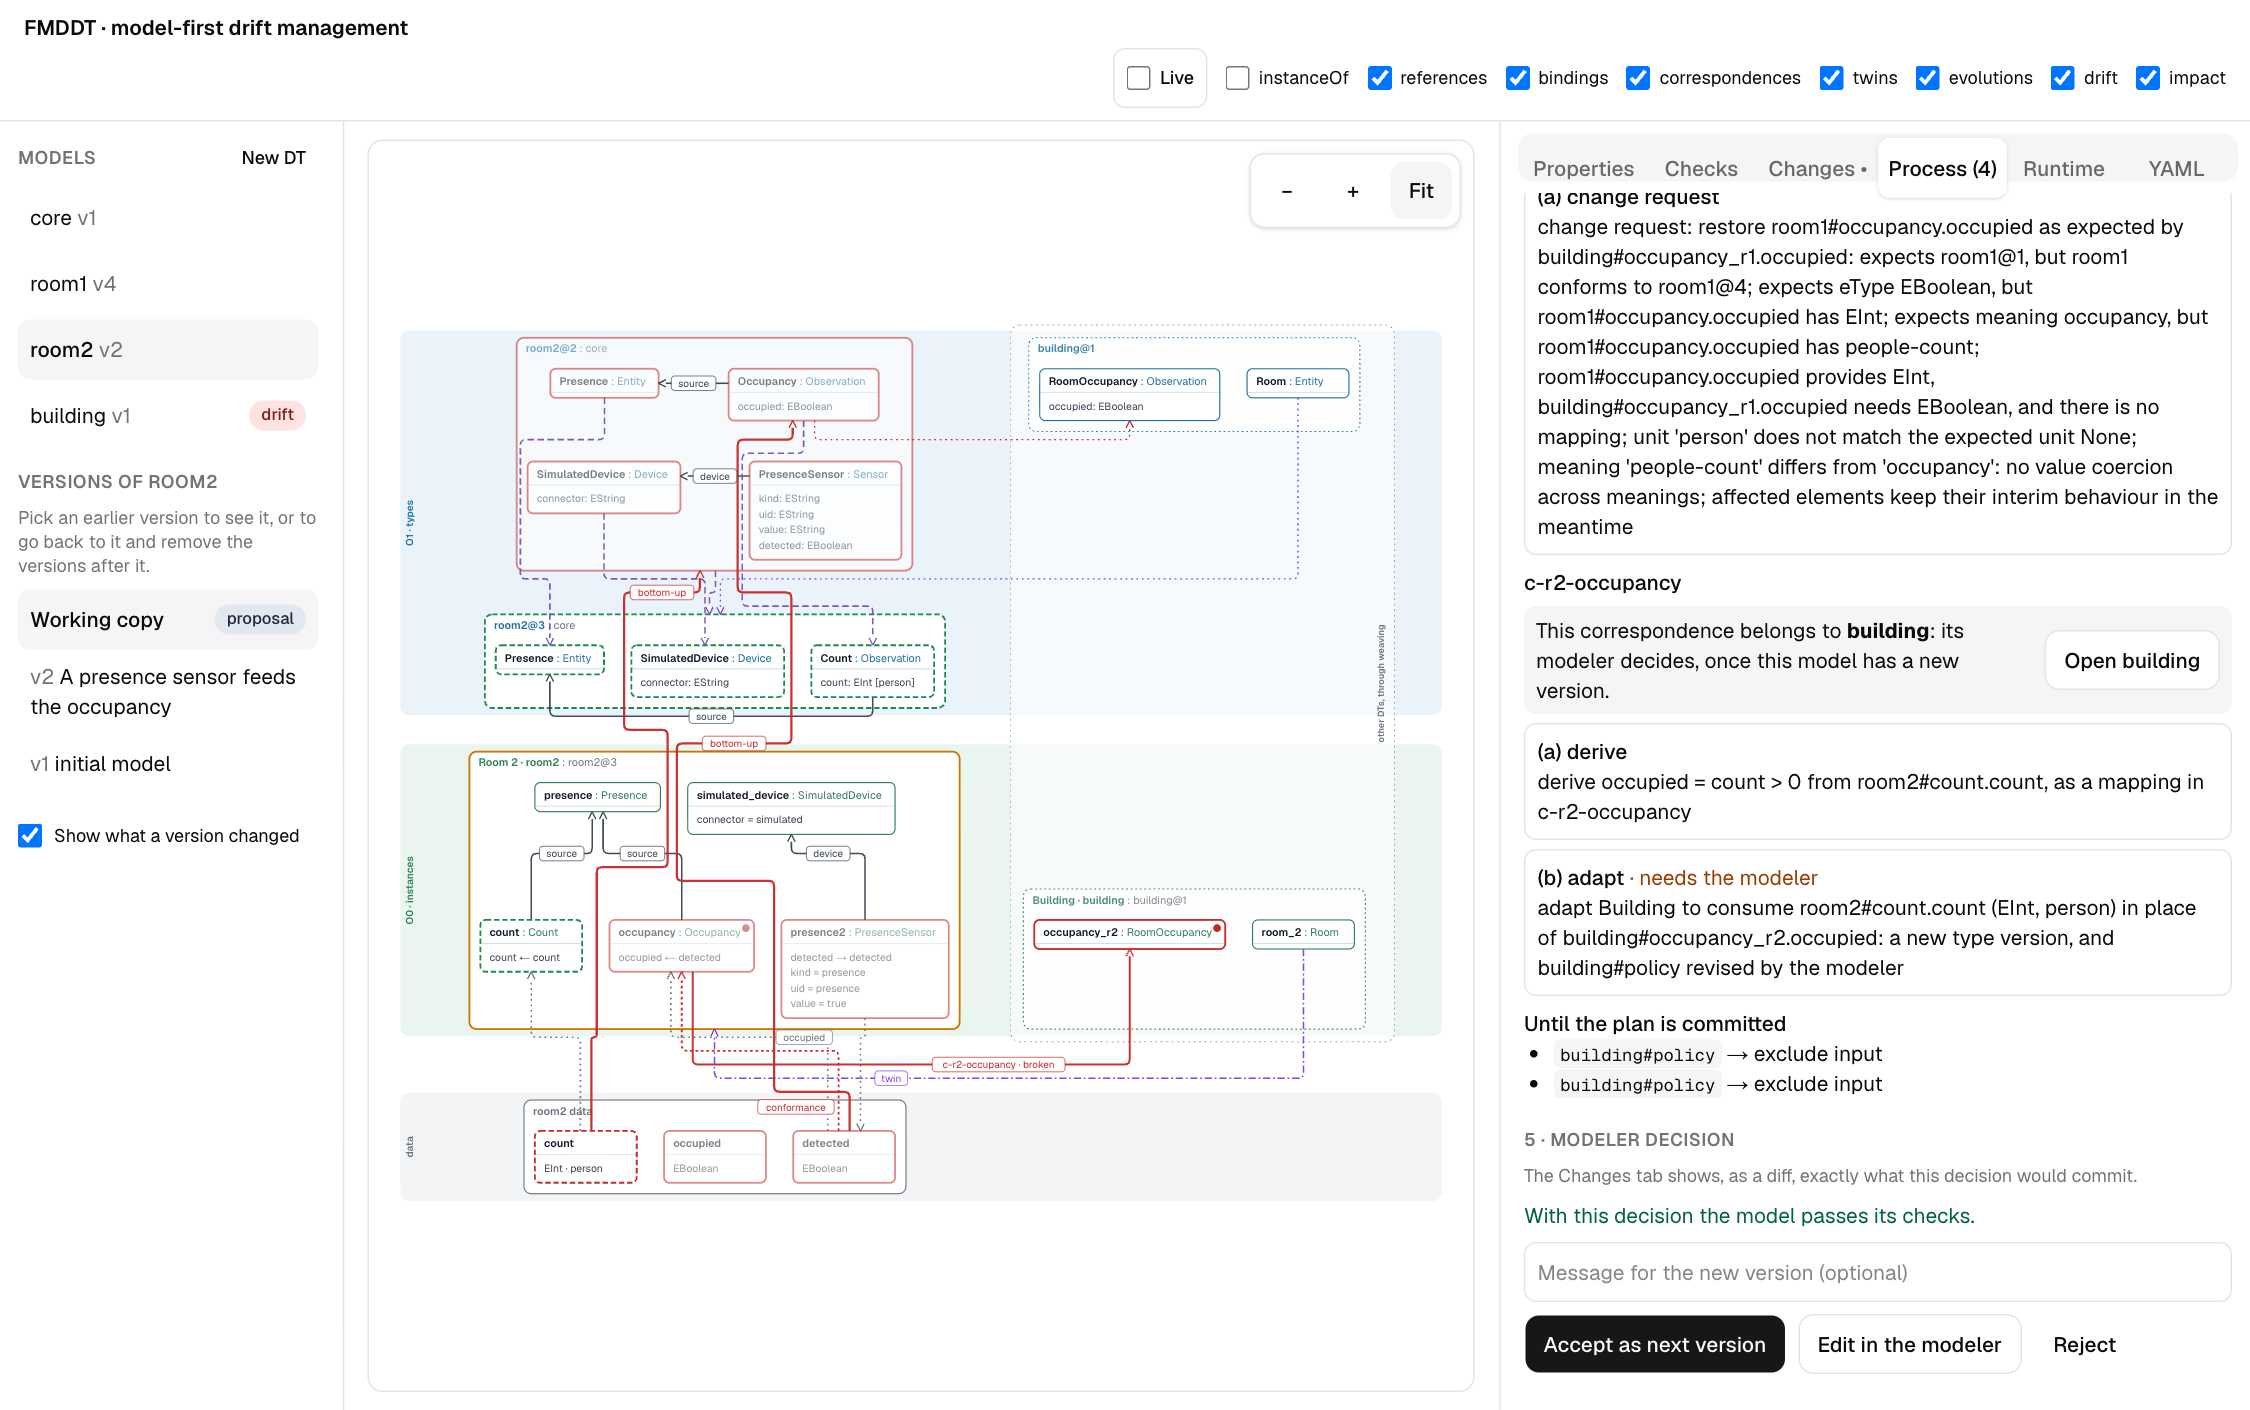 FMDDT · model-first drift management
Live
instanceOf
references
bindings
correspondences
twins
evolutions
drift
impact
MODELS
New DT
core v1
room1 v4
room2 v2
building v1
drift
VERSIONS OF ROOM2
Pick an earlier version to see it, or to
go back to it and remove the
versions after it.
Working copy
proposal
v2 A presence sensor feeds
the occupancy
v1 initial model
Show what a version changed
−
+
Fit
O1 · types
room2@2 : core
Presence : Entity
source
Occupancy : Observation
occupied: EBoolean
SimulatedDevice : Device
connector: EString
device
PresenceSensor : Sensor
kind: EString
uid: EString
value: EString
detected: EBoolean
building@1
RoomOccupancy : Observation
occupied: EBoolean
Room : Entity
bottom-up
room2@3 : core
Presence : Entity
SimulatedDevice : Device
connector: EString
Count : Observation
count: EInt [person]
source
other DTs, through weaving
bottom-up
O0 · instances
Room 2 · room2 : room2@3
presence : Presence
simulated_device : SimulatedDevice
connector = simulated
source
source
device
count : Count
count ← count
occupancy : Occupancy
occupied ← detected
presence2 : PresenceSensor
detected → detected
kind = presence
uid = presence
value = true
Building · building : building@1
occupancy_r2 : RoomOccupancy
room_2 : Room
occupied
c-r2-occupancy · broken
twin
data
room2 data
conformance
count
EInt · person
occupied
EBoolean
detected
EBoolean
Properties
Checks
Changes •
Process (4)
Runtime
YAML
(a) change request
change request: restore room1#occupancy.occupied as expected by
building#occupancy_r1.occupied: expects room1@1, but room1
conforms to room1@4; expects eType EBoolean, but
room1#occupancy.occupied has EInt; expects meaning occupancy, but
room1#occupancy.occupied has people-count;
room1#occupancy.occupied provides EInt,
building#occupancy_r1.occupied needs EBoolean, and there is no
mapping; unit 'person' does not match the expected unit None;
meaning 'people-count' differs from 'occupancy': no value coercion
across meanings; affected elements keep their interim behaviour in the
meantime
c-r2-occupancy
This correspondence belongs to building: its
modeler decides, once this model has a new
version.
Open building
(a) derive
derive occupied = count > 0 from room2#count.count, as a mapping in
c-r2-occupancy
(b) adapt · needs the modeler
adapt Building to consume room2#count.count (EInt, person) in place
of building#occupancy_r2.occupied: a new type version, and
building#policy revised by the modeler
Until the plan is committed
• building#policy → exclude input
• building#policy → exclude input
5 · MODELER DECISION
The Changes tab shows, as a diff, exactly what this decision would commit.
With this decision the model passes its checks.
Message for the new version (optional)
Accept as next version
Edit in the modeler
Reject